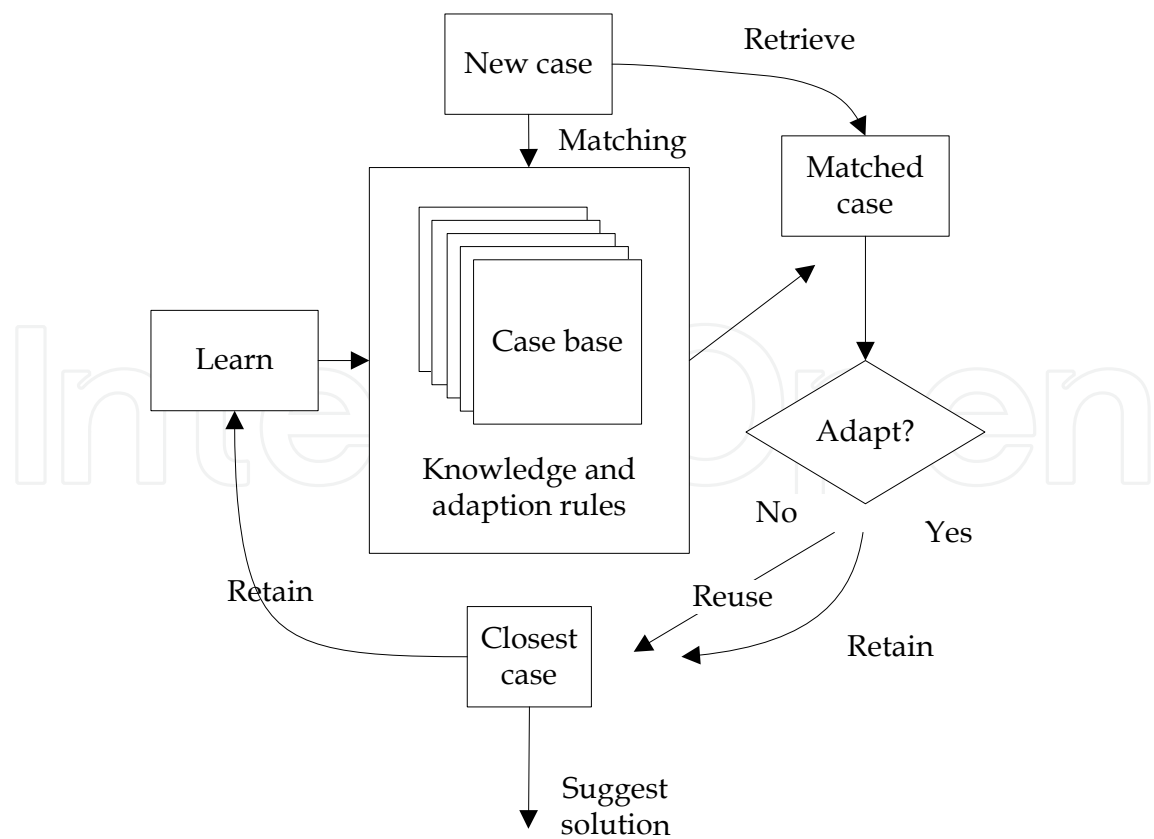 New case
Retrieve
Matching
Matched
case
Case base
Learn
Adapt?
Knowledge and
adaption rules
No
Yes
Retain
Reuse
Closest
case
Retain
Suggest
solution